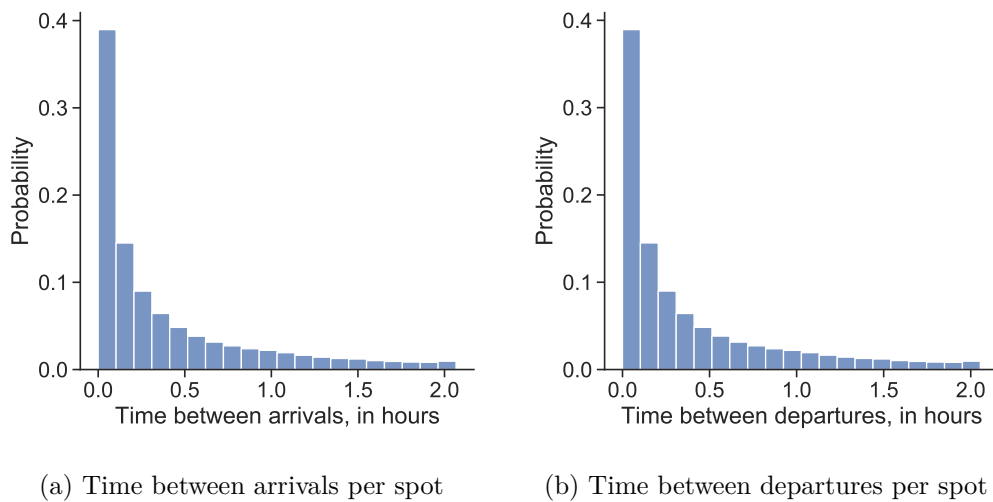 0.4
0.3
0.2
0.1
0.0
Probability
0.0 0.5 1.0 1.5 2.0
Time between arrivals, in hours
(a) Time between arrivals per spot
0.4
0.3
0.2
0.1
0.0
Probability
0.0 0.5 1.0 1.5 2.0
Time between departures, in hours
(b) Time between departures per spot